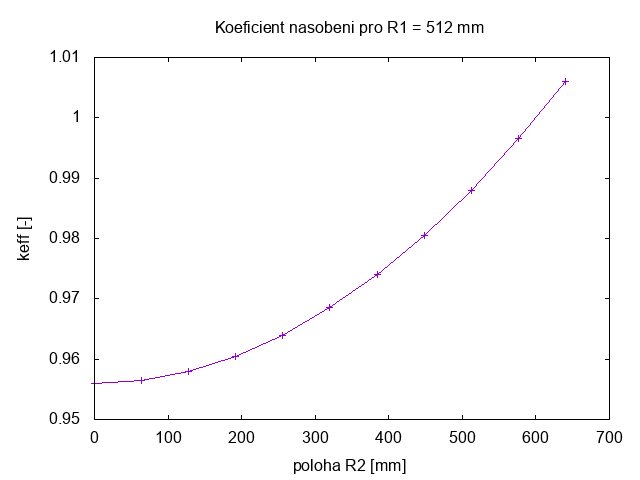 Koeficient nasobeni pro R1 = 512 mm
1.01
1
0.99
0.98
0.97
0.96
0.95
keff [-]
0 100 200 300 400 500 600 700
poloha R2 [mm]